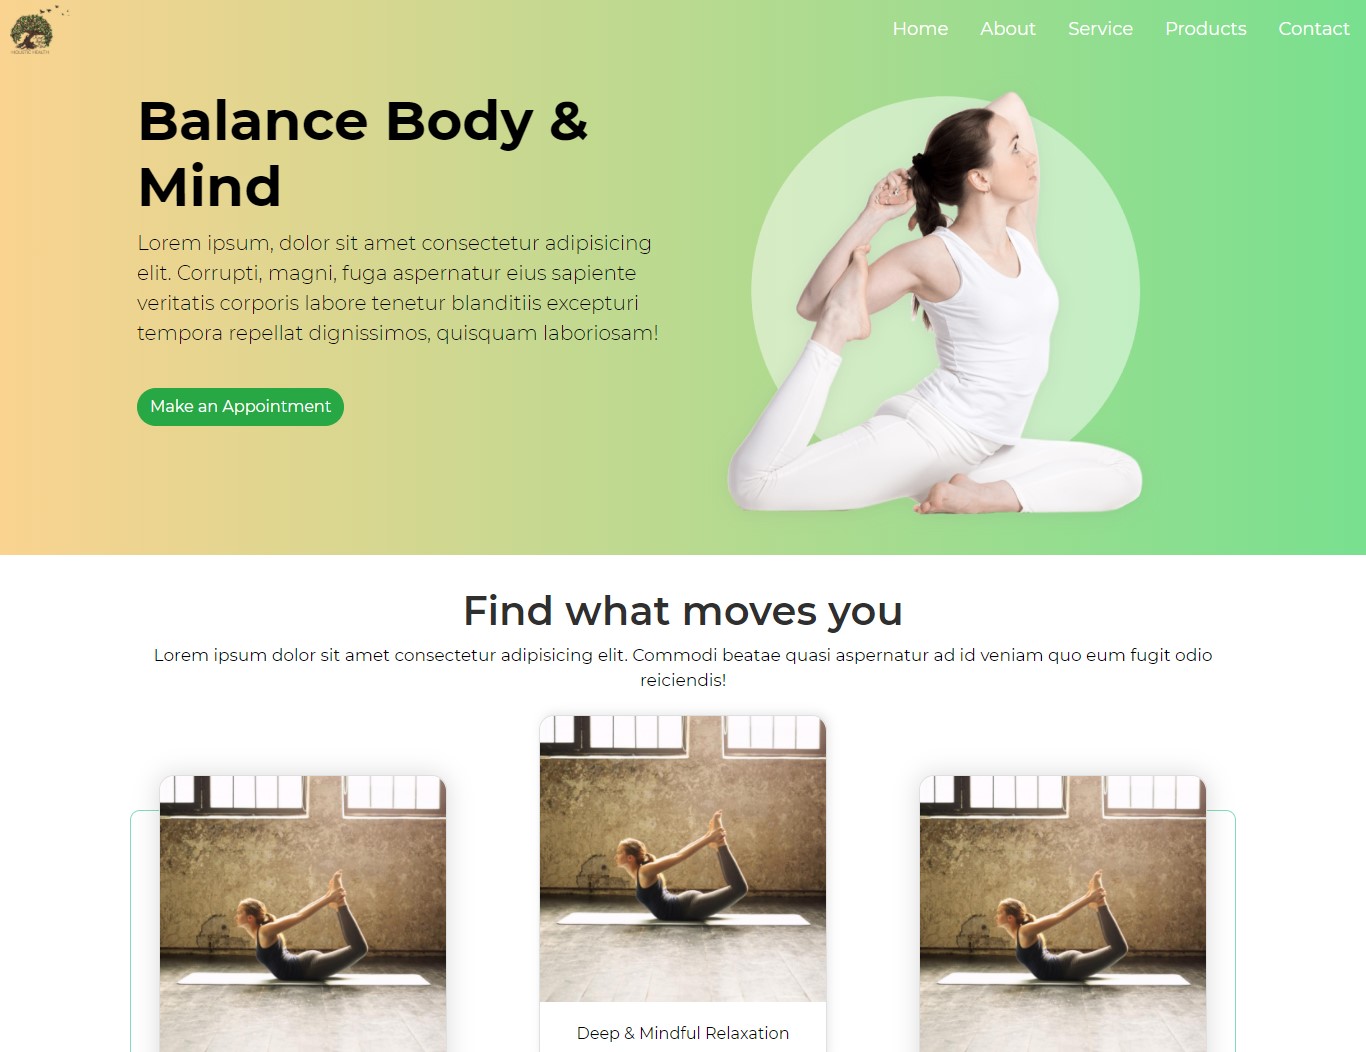 HOLISTIC HEALTH
Home About Service Products Contact
Balance Body &
Mind
Lorem ipsum, dolor sit amet consectetur adipisicing
elit. Corrupti, magni, fuga aspernatur eius sapiente
veritatis corporis labore tenetur blanditiis excepturi
tempora repellat dignissimos, quisquam laboriosam!
Make an Appointment
Find what moves you
Lorem ipsum dolor sit amet consectetur adipisicing elit. Commodi beatae quasi aspernatur ad id veniam quo eum fugit odio
reiciendis!
Deep & Mindful Relaxation